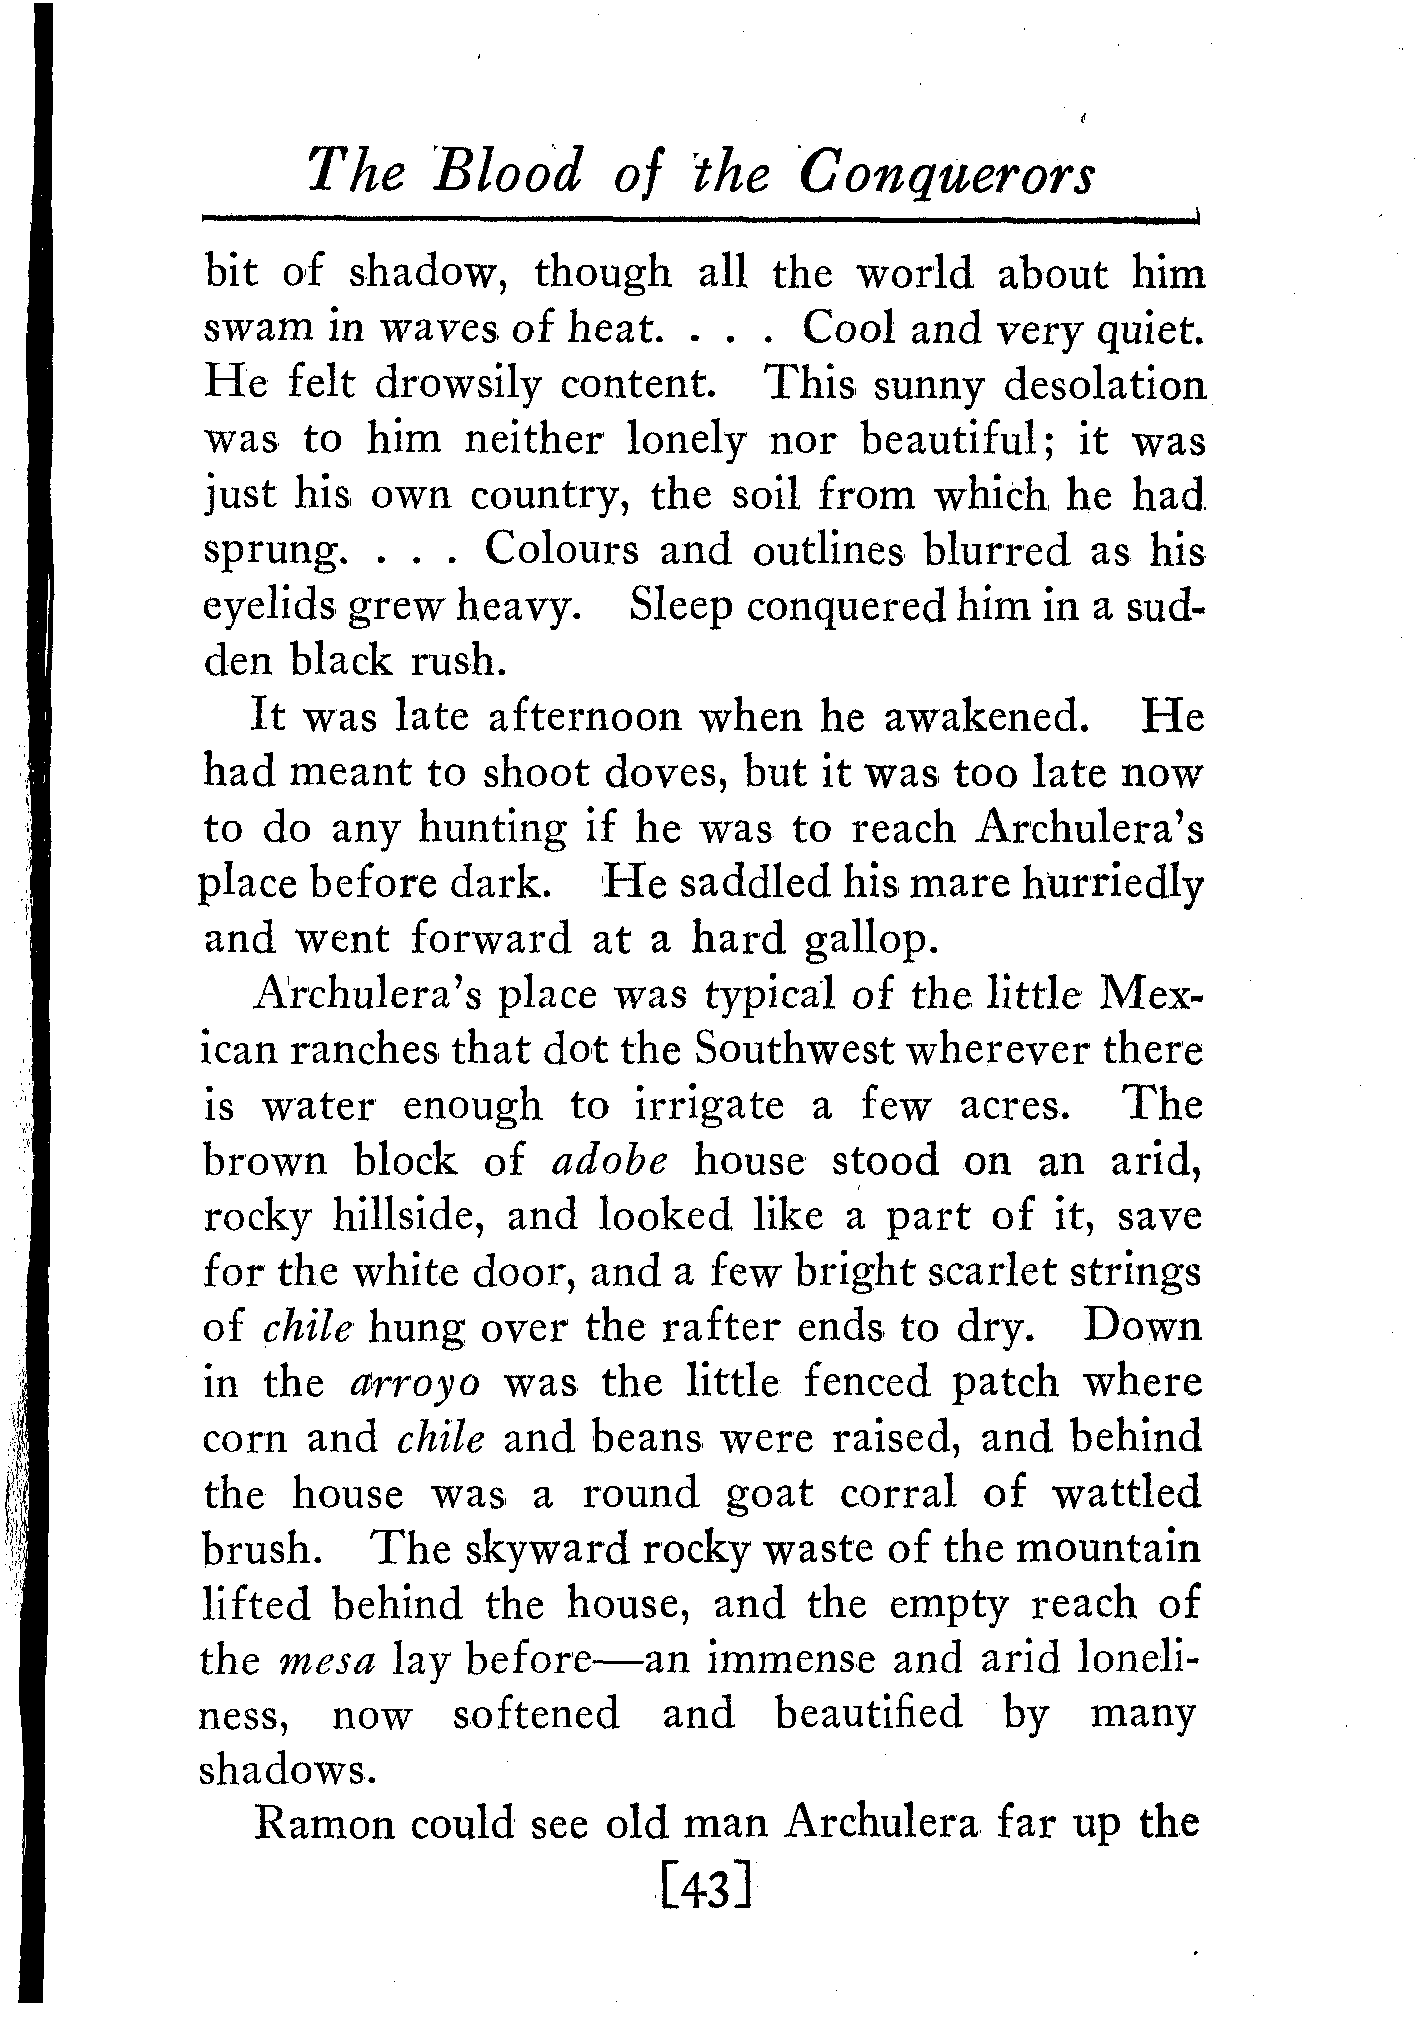 The Blood of the Conquerors
bit of shadow, though all the world about him
swam in waves of heat. . . . Cool and very quiet.
He felt drowsily content. This sunny desolation
was to him neither lonely nor beautiful; it was
just his own country, the soil from which he had
sprung. . . . Colours and outlines blurred as his
eyelids grew heavy. Sleep conquered him in a sud-
den black rush.
It was late afternoon when he awakened. He
had meant to shoot doves, but it was too late now
to do any hunting if he was to reach Archulera's
place before dark. He saddled his mare hurriedly
and went forward at a hard gallop.
Archulera's place was typical of the little Mex-
ican ranches that dot the Southwest wherever there
is water enough to irrigate a few acres. The
brown block of adobe house stood on an arid,
rocky hillside, and looked like a part of it, save
for the white door, and a few bright scarlet strings
of chile hung over the rafter ends to dry. Down
in the arroyo was the little fenced patch where
corn and chile and beans were raised, and behind
the house was a round goat corral of wattled
brush. The skyward rocky waste of the mountain
lifted behind the house, and the empty reach of
the mesa lay before—an immense and arid loneli-
ness, now softened and beautified by many
shadows.
Ramon could see old man Archulera far up the
[43]